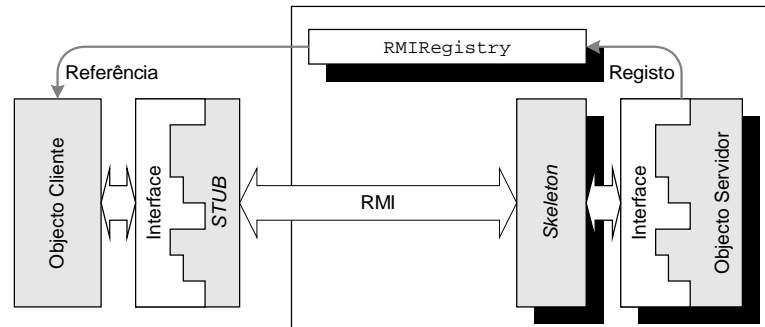 RMIRegistry
Referência
Registo
Objecto Cliente
Interface
STUB
RMI
Skeleton
Interface
Objecto Servidor